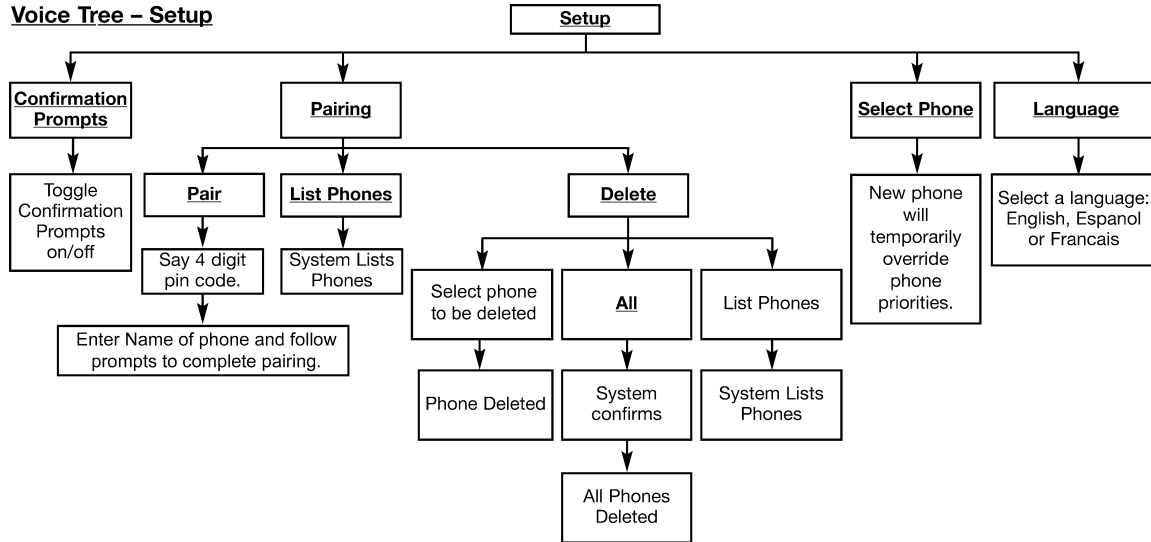 Voice Tree – Setup
Setup
Confirmation
Prompts
Pairing
Select Phone
Language
Toggle
Confirmation
Prompts
on/off
Pair
List Phones
Delete
New phone
will
temporarily
override
phone
priorities.
Select a language:
English, Espanol
or Francais
Say 4 digit
pin code.
System Lists
Phones
Select phone
to be deleted
All
List Phones
Enter Name of phone and follow
prompts to complete pairing.
Phone Deleted
System
confirms
System Lists
Phones
All Phones
Deleted